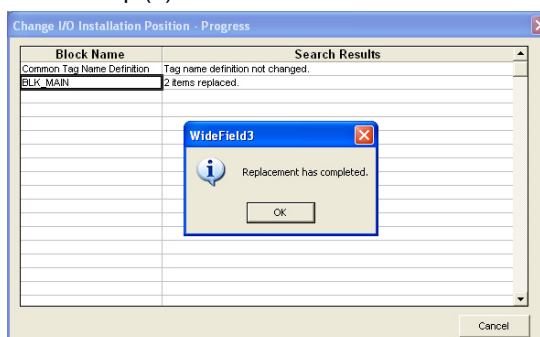 Change I/O Installation Position - Progress
Block Name Search Results
Common Tag Name Definition Tag name definition not changed.
BLK_MAIN 2 items replaced.
WideField3
Replacement has completed.
OK
Cancel